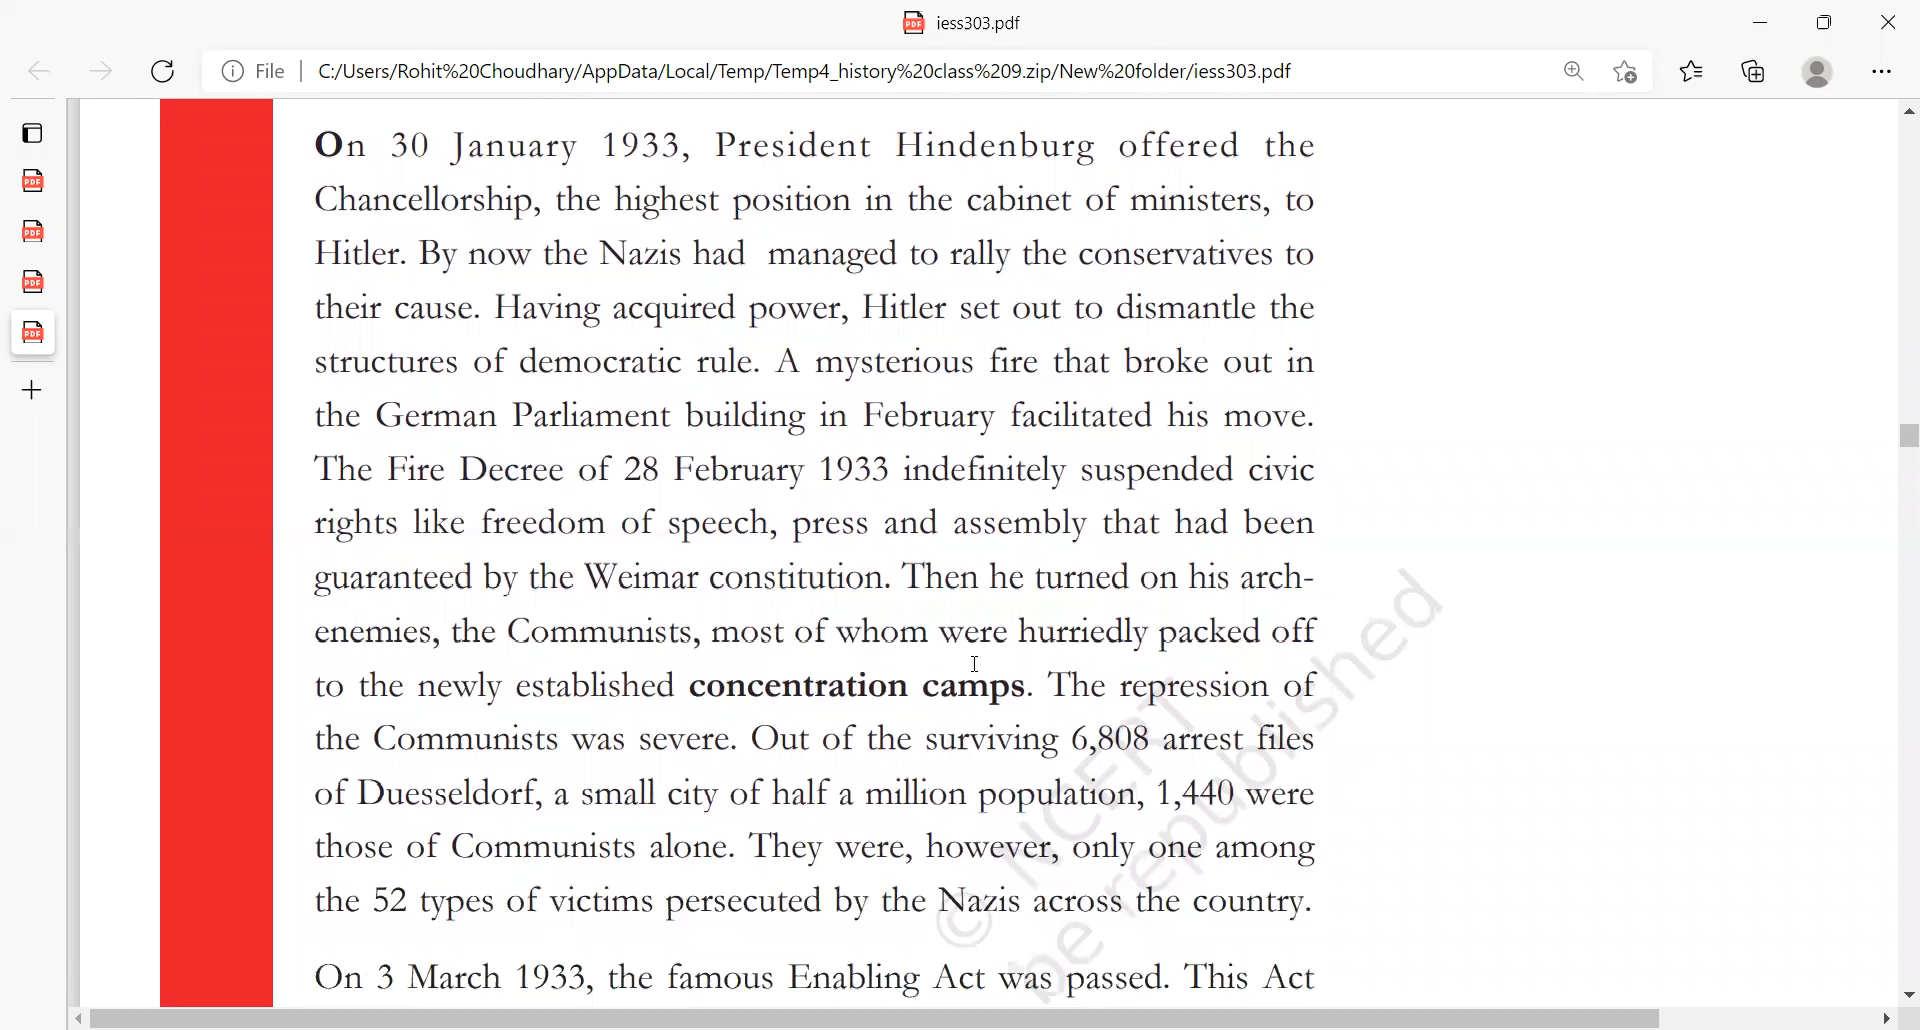 iess303.pdf
File | C:/Users/Rohit%20Choudhary/AppData/Local/Temp/Temp4_history%20class%209.zip/New%20folder/iess303.pdf
On 30 January 1933, President Hindenburg offered the
Chancellorship, the highest position in the cabinet of ministers, to
Hitler. By now the Nazis had managed to rally the conservatives to
their cause. Having acquired power, Hitler set out to dismantle the
structures of democratic rule. A mysterious fire that broke out in
the German Parliament building in February facilitated his move.
The Fire Decree of 28 February 1933 indefinitely suspended civic
rights like freedom of speech, press and assembly that had been
guaranteed by the Weimar constitution. Then he turned on his arch-
enemies, the Communists, most of whom were hurriedly packed off
to the newly established concentration camps. The repression of
the Communists was severe. Out of the surviving 6,808 arrest files
of Duesseldorf, a small city of half a million population, 1,440 were
those of Communists alone. They were, however, only one among
the 52 types of victims persecuted by the Nazis across the country.
On 3 March 1933, the famous Enabling Act was passed. This Act
© NCERT
be republished